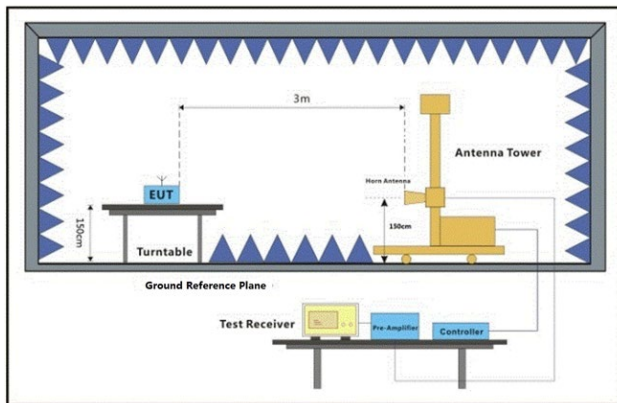 3m
Antenna Tower
Horn Antenna
EUT
150cm
150cm
Turntable
Ground Reference Plane
Test Receiver
Pre-Amplifier
Controller